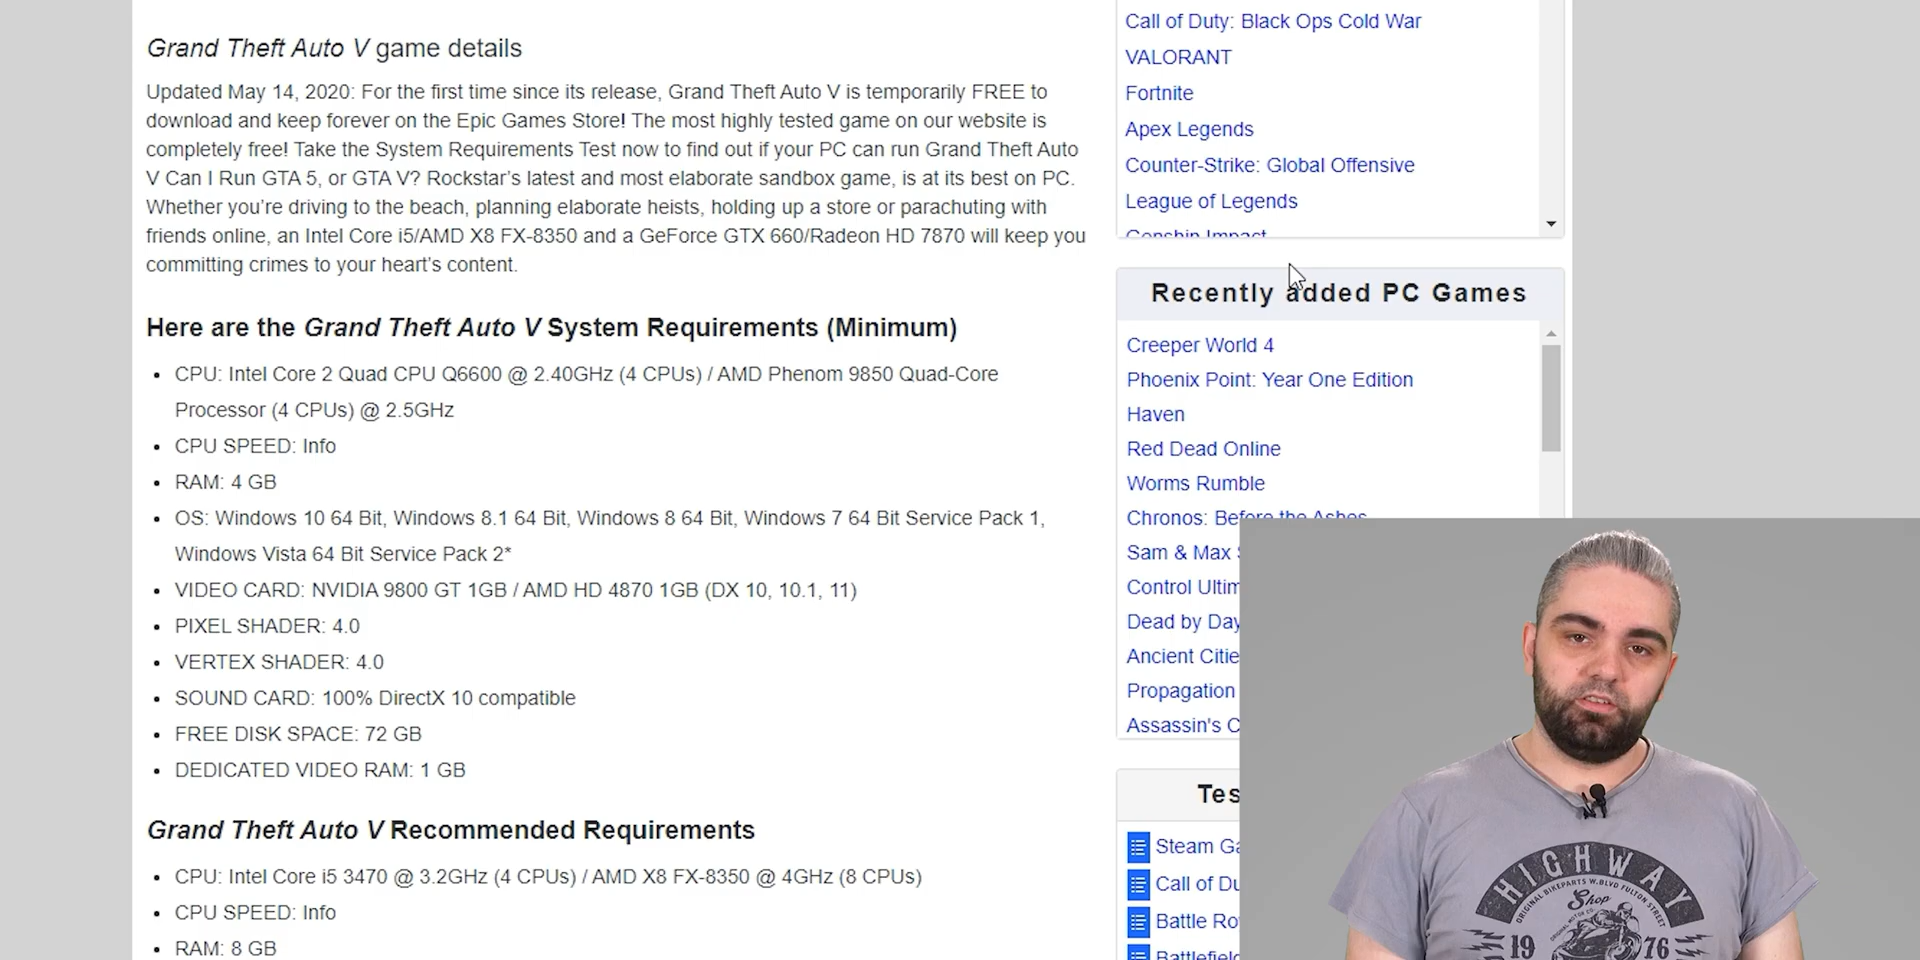 Grand Theft Auto V game details
Updated May 14, 2020: For the first time since its release, Grand Theft Auto V is temporarily FREE to
download and keep forever on the Epic Games Store! The most highly tested game on our website is
completely free! Take the System Requirements Test now to find out if your PC can run Grand Theft Auto
V Can I Run GTA 5, or GTA V? Rockstar’s latest and most elaborate sandbox game, is at its best on PC.
Whether you’re driving to the beach, planning elaborate heists, holding up a store or parachuting with
friends online, an Intel Core i5/AMD X8 FX-8350 and a GeForce GTX 660/Radeon HD 7870 will keep you
committing crimes to your heart’s content.
Here are the Grand Theft Auto V System Requirements (Minimum)
CPU: Intel Core 2 Quad CPU Q6600 @ 2.40GHz (4 CPUs) / AMD Phenom 9850 Quad-Core
Processor (4 CPUs) @ 2.5GHz
CPU SPEED: Info
RAM: 4 GB
OS: Windows 10 64 Bit, Windows 8.1 64 Bit, Windows 8 64 Bit, Windows 7 64 Bit Service Pack 1,
Windows Vista 64 Bit Service Pack 2*
VIDEO CARD: NVIDIA 9800 GT 1GB / AMD HD 4870 1GB (DX 10, 10.1, 11)
PIXEL SHADER: 4.0
VERTEX SHADER: 4.0
SOUND CARD: 100% DirectX 10 compatible
FREE DISK SPACE: 72 GB
DEDICATED VIDEO RAM: 1 GB
Grand Theft Auto V Recommended Requirements
CPU: Intel Core i5 3470 @ 3.2GHz (4 CPUs) / AMD X8 FX-8350 @ 4GHz (8 CPUs)
CPU SPEED: Info
RAM: 8 GB
Call of Duty: Black Ops Cold War
VALORANT
Fortnite
Apex Legends
Counter-Strike: Global Offensive
League of Legends
Genshin Impact
Recently added PC Games
Creeper World 4
Phoenix Point: Year One Edition
Haven
Red Dead Online
Worms Rumble
Chronos: Before the Ashes
Sam & Max
Control Ultim
Dead by Day
Ancient Citie
Propagation
Assassin's C
Tes
Steam Ga
Call of Du
Battle Ro
Battlefield
HIGHWAY
ORIGINAL BIKEPARTS W.BLVD FULTON STREET
Shop
19 76